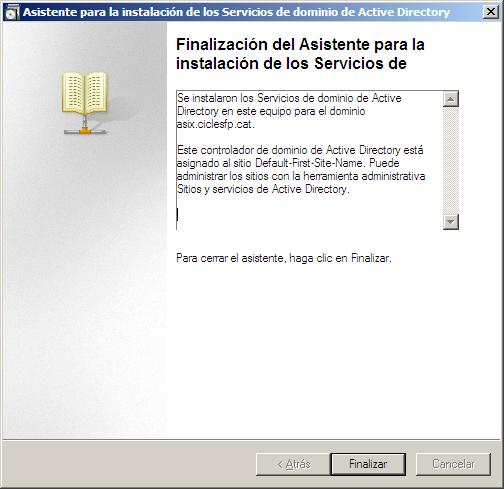 Asistente para la instalación de los Servicios de dominio de Active Directory
Finalización del Asistente para la
instalación de los Servicios de
Se instalaron los Servicios de dominio de Active
Directory en este equipo para el dominio
asix.ciclesfp.cat.
Este controlador de dominio de Active Directory está
asignado al sitio Default-First-Site-Name. Puede
administrar los sitios con la herramienta administrativa
Sitios y servicios de Active Directory.
Para cerrar el asistente, haga clic en Finalizar.
< Atrás
Finalizar
Cancelar